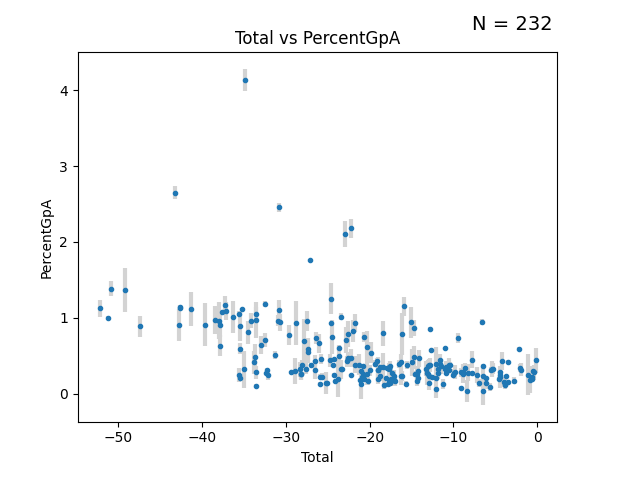 N = 232
Total vs PercentGpA
4
3
2
1
0
PercentGpA
−50
−40
−30
−20
−10
0
Total